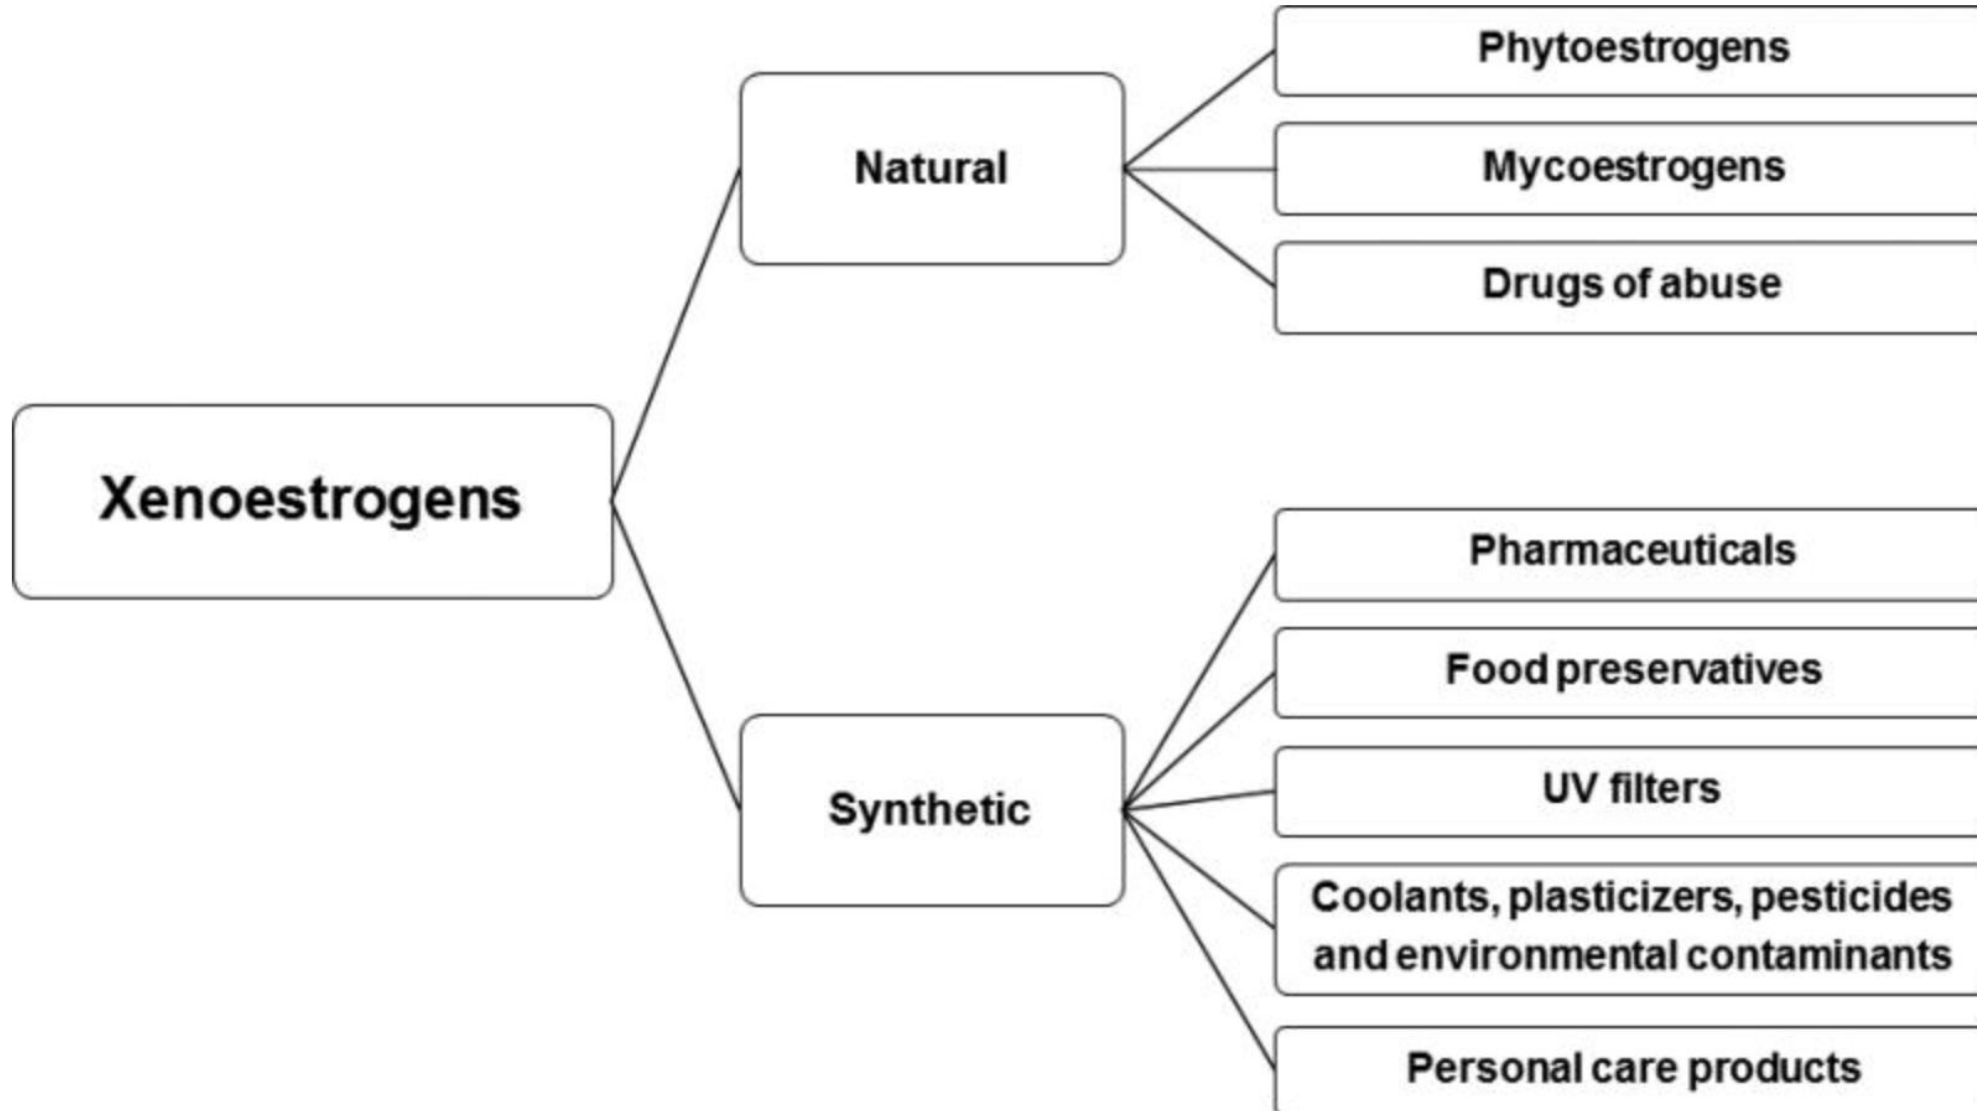 Xenoestrogens
Natural
Phytoestrogens
Mycoestrogens
Drugs of abuse
Synthetic
Pharmaceuticals
Food preservatives
UV filters
Coolants, plasticizers, pesticides
and environmental contaminants
Personal care products